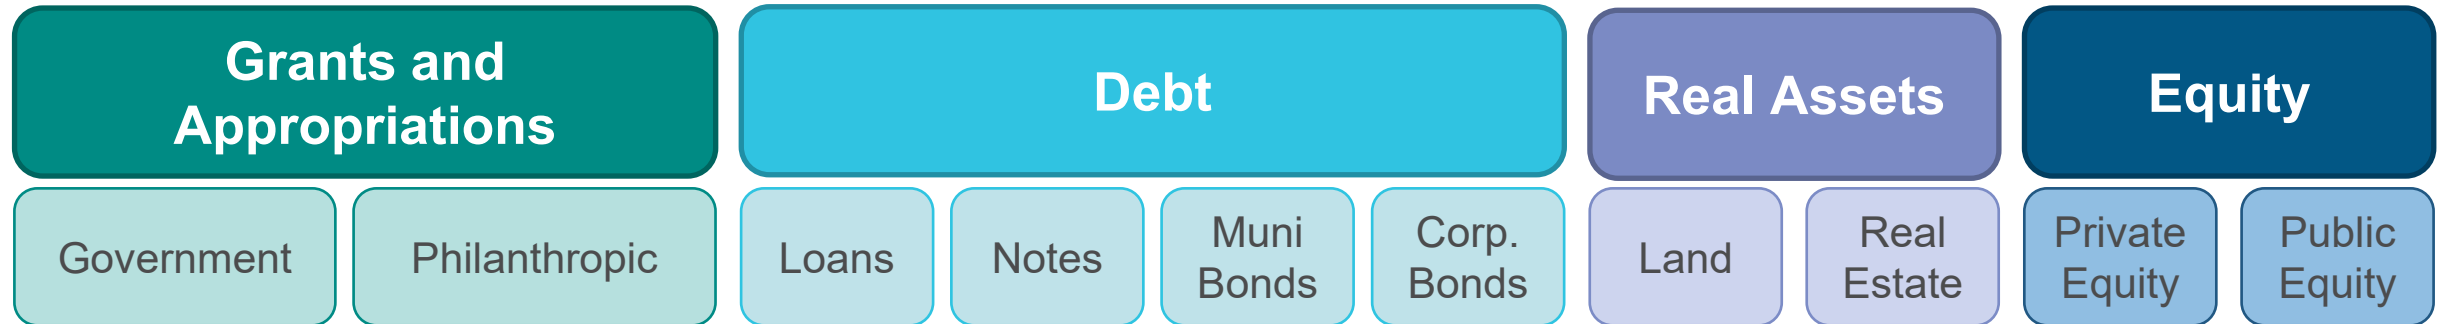 Grants and
Appropriations
Debt
Real Assets
Equity
Government
Philanthropic
Loans
Notes
Muni
Bonds
Corp.
Bonds
Land
Real
Estate
Private
Equity
Public
Equity